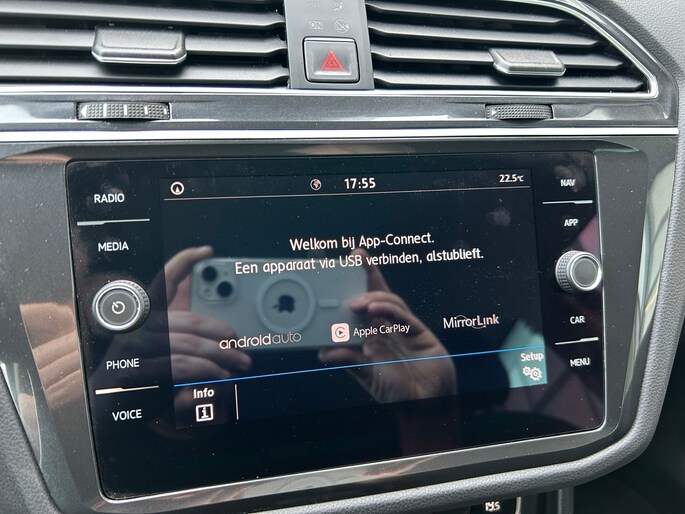 RADIO
MEDIA
PHONE
VOICE
17:55
22.5°C
Welkom bij App-Connect.
Een apparaat via USB verbinden, alstublieft.
androidauto
Apple CarPlay
MirrorLink
Setup
Info
i
NAV
APP
CAR
MENU